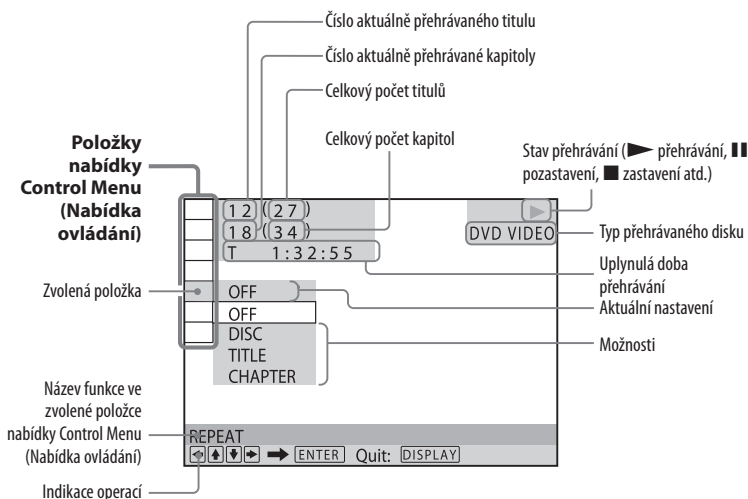 Číslo aktuálně přehrávaného titulu
Číslo aktuálně přehrávané kapitoly
Celkový počet titulů
Celkový počet kapitol
Stav přehrávání (▶ přehrávání, ▮▮
pozastavení, ■ zastavení atd.)
Položky
nabídky
Control Menu
(Nabídka
ovládání)
12 (27)
18 (34)
T 1:32:55
▶
DVD VIDEO
Typ přehrávaného disku
Uplynulá doba
přehrávání
Zvolená položka
OFF
Aktuální nastavení
OFF
DISC
TITLE
CHAPTER
Možnosti
Název funkce ve
zvolené položce
nabídky Control Menu
(Nabídka ovládání)
REPEAT
←↑↓→ ➡ ENTER Quit: DISPLAY
Indikace operací